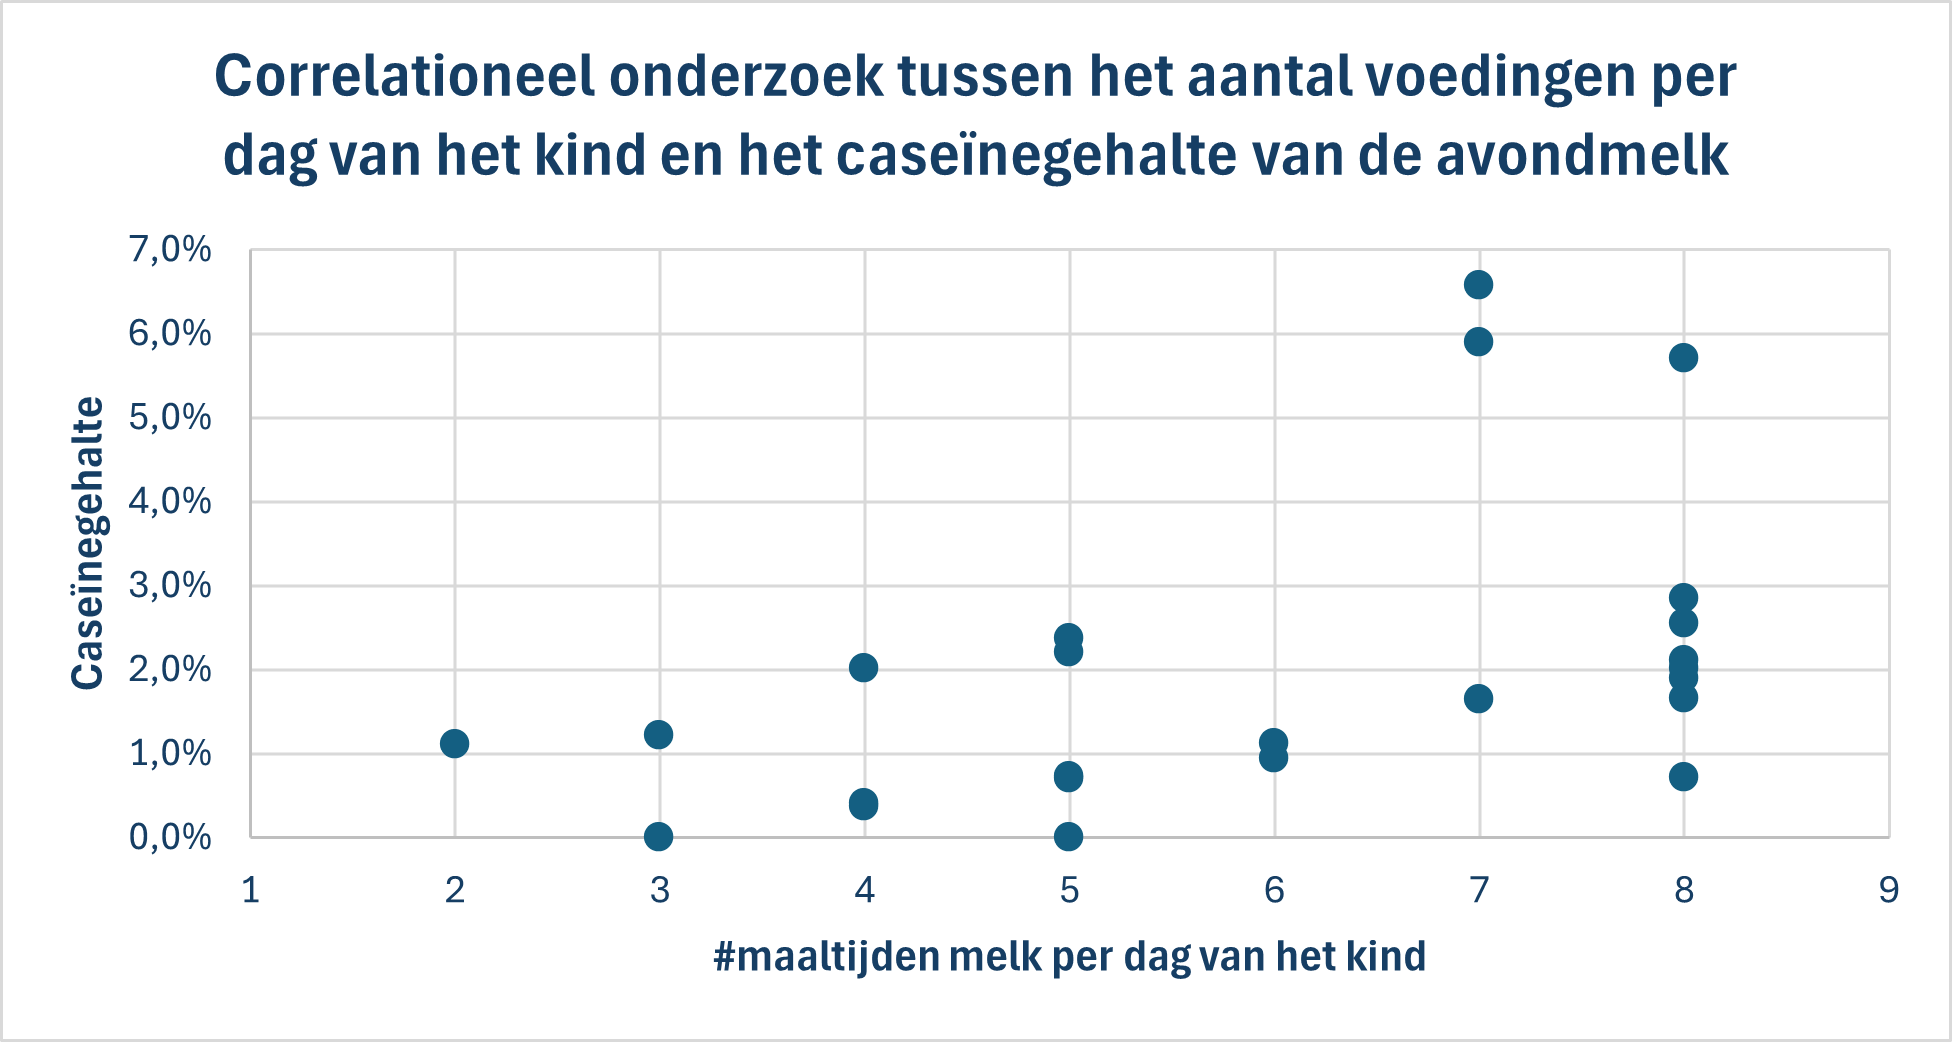 Correlationeel onderzoek tussen het aantal voedingen per
dag van het kind en het caseïnegehalte van de avondmelk
7,0%
6,0%
5,0%
4,0%
3,0%
2,0%
1,0%
0,0%
Caseïnegehalte
1 2 3 4 5 6 7 8 9
#maaltijden melk per dag van het kind